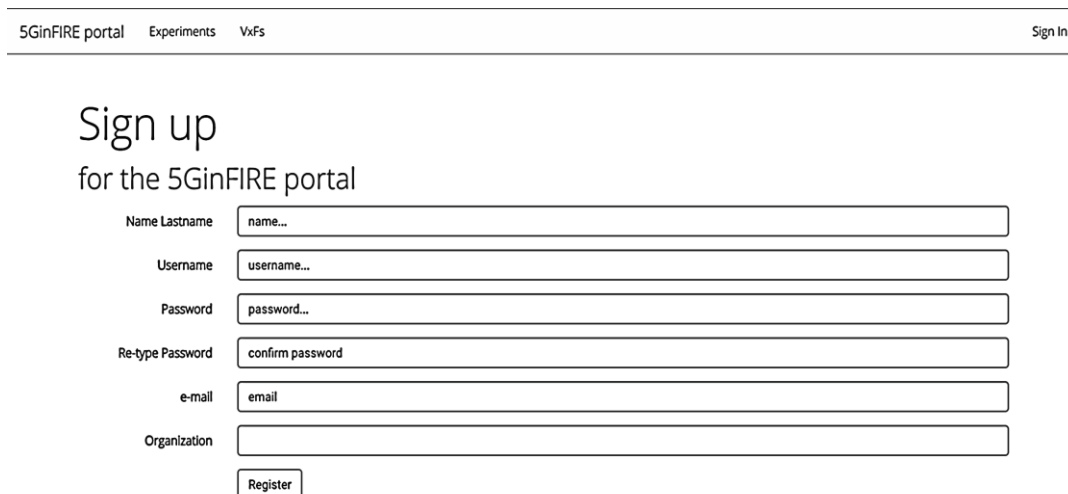 5GinFIRE portal Experiments VxFs Sign In
Sign up
for the 5GinFIRE portal
Name Lastname name...
Username username...
Password password...
Re-type Password confirm password
e-mail email
Organization
Register